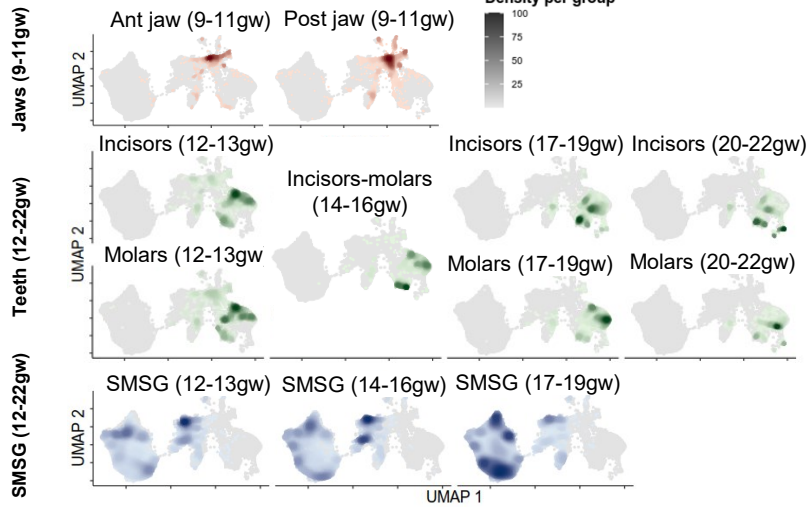 Density per group
100
75
50
25
Jaws (9-11gw)
Ant jaw (9-11gw)
Post jaw (9-11gw)
UMAP 2
Teeth (12-22gw)
Incisors (12-13gw)
Incisors-molars
(14-16gw)
Incisors (17-19gw)
Incisors (20-22gw)
UMAP 2
Molars (12-13gw
Molars (17-19gw)
Molars (20-22gw)
SMSG (12-22gw)
SMSG (12-13gw)
SMSG (14-16gw)
SMSG (17-19gw)
UMAP 2
UMAP 1